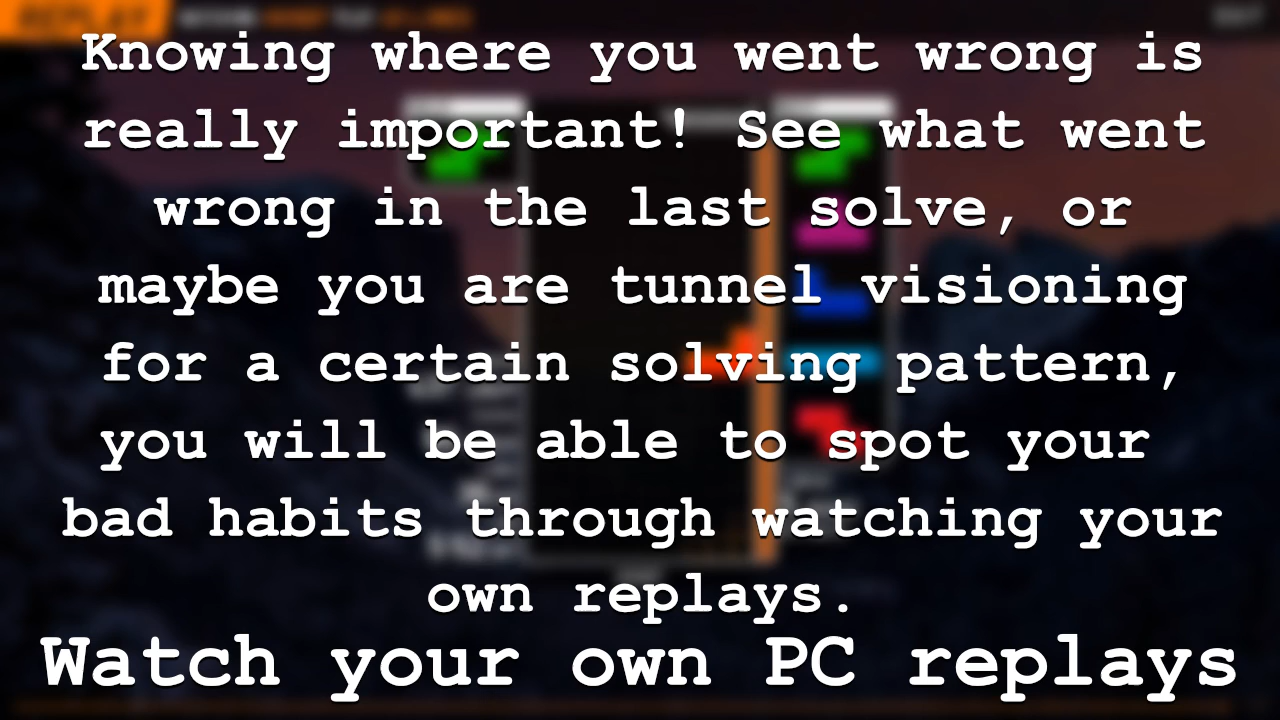 REPLAY
Knowing where you went wrong is
really important! See what went
wrong in the last solve, or
maybe you are tunnel visioning
for a certain solving pattern,
you will be able to spot your
bad habits through watching your
own replays.
Watch your own PC replays